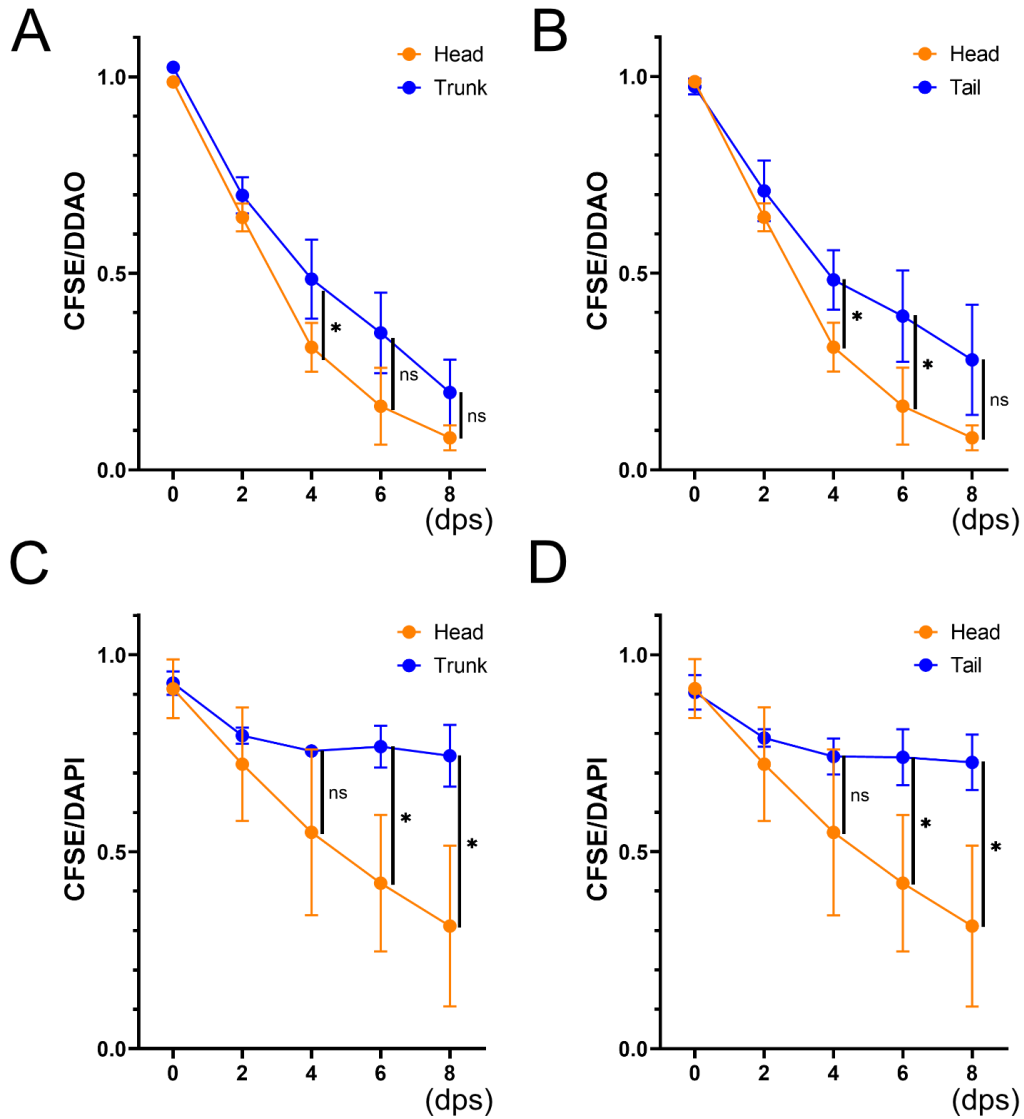 A
Head
Trunk
1.0
0.5
0.0
CFSE/DDAO
*
ns
ns
0 2 4 6 8
(dps)
B
Head
Tail
1.0
0.5
0.0
CFSE/DDAO
*
*
ns
0 2 4 6 8
(dps)
C
Head
Trunk
1.0
0.5
0.0
CFSE/DAPI
ns
*
*
0 2 4 6 8
(dps)
D
Head
Tail
1.0
0.5
0.0
CFSE/DAPI
ns
*
*
0 2 4 6 8
(dps)